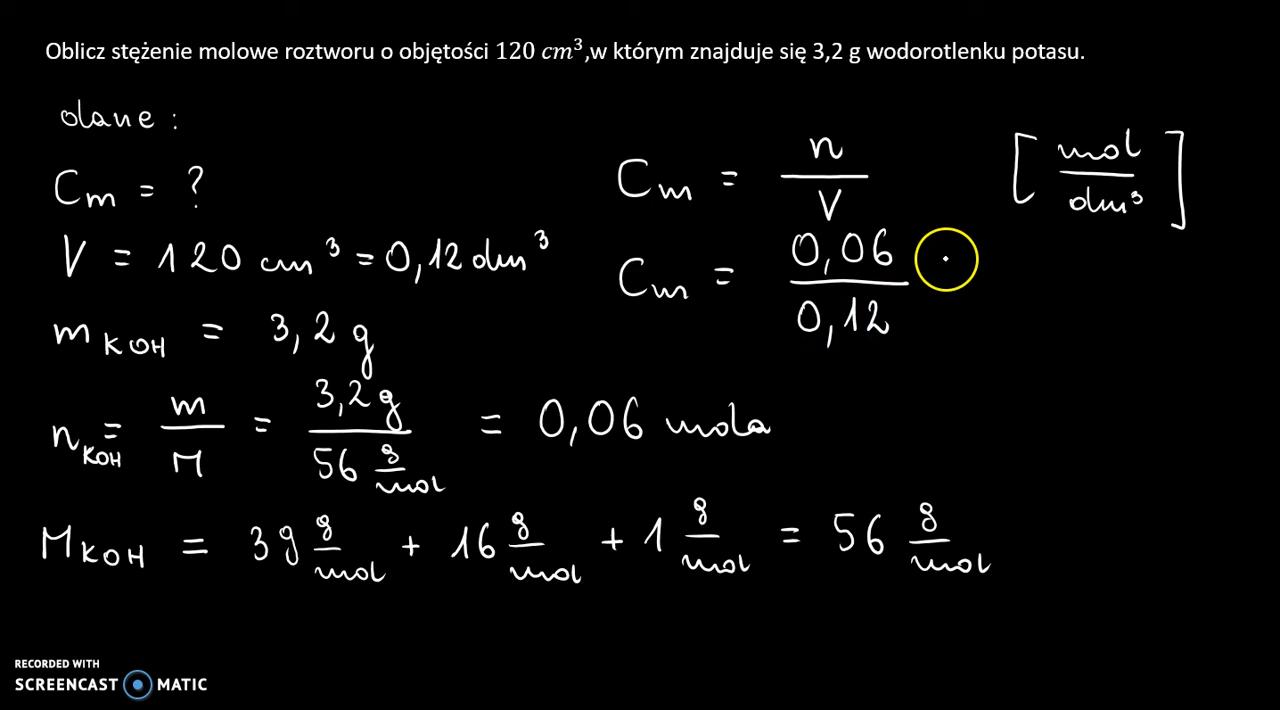 Oblicz stężenie molowe roztworu o objętości 120 cm³,w którym znajduje się 3,2 g wodorotlenku potasu.
dane :
Cm = ?
V = 120 cm³ = 0,12 dm³
mKOH = 3,2 g
nKOH = m/M = 3,2g / 56 g/mol = 0,06 mola
MKOH = 39 g/mol + 16 g/mol + 1 g/mol = 56 g/mol
Cm = n/V [mol/dm³]
Cm = 0,06/0,12
RECORDED WITH
SCREENCAST MATIC